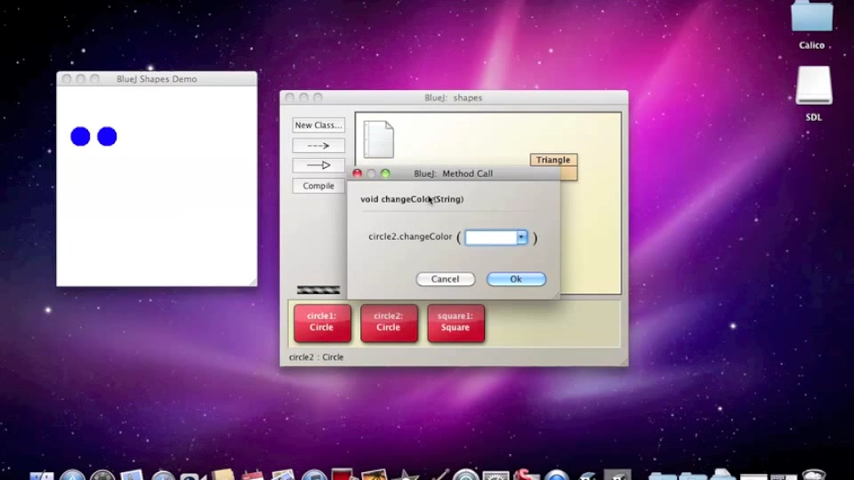 Calico
SDL
BlueJ Shapes Demo
BlueJ: shapes
New Class...
Compile
Triangle
BlueJ: Method Call
void changeColor(String)
circle2.changeColor ( )
Cancel
Ok
circle1:
Circle
circle2:
Circle
square1:
Square
circle2 : Circle